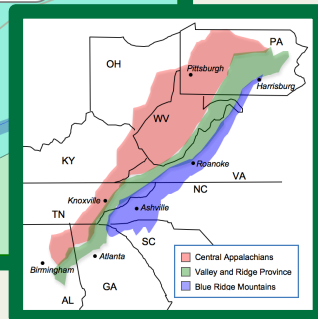 PA
OH
Pittsburgh
Harrisburg
WV
KY
Roanoke
VA
NC
Knoxville
Ashville
TN
SC
Atlanta
Birmingham
GA
AL
Central Appalachians
Valley and Ridge Province
Blue Ridoe Mountains